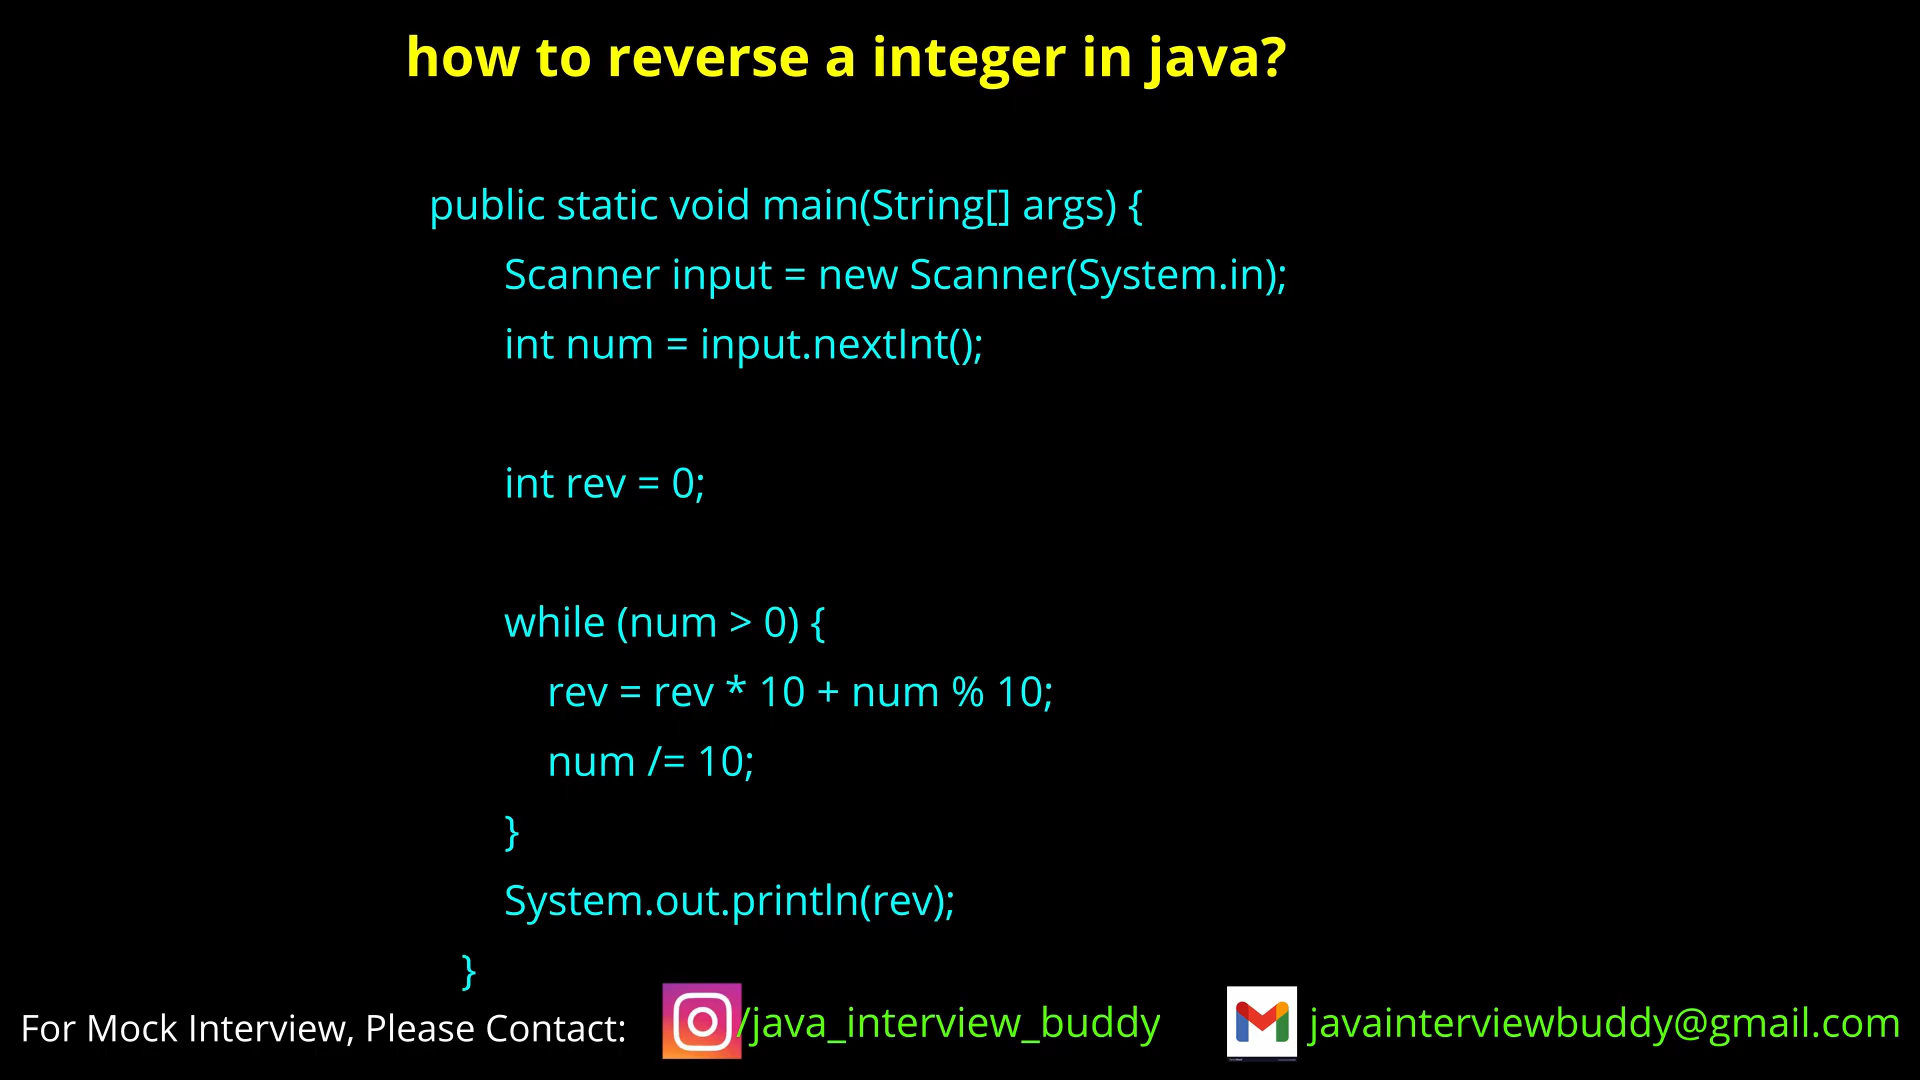 how to reverse a integer in java?
public static void main(String[] args) {
Scanner input = new Scanner(System.in);
int num = input.nextInt();
int rev = 0;
while (num > 0) {
rev = rev * 10 + num % 10;
num /= 10;
}
System.out.println(rev);
}
For Mock Interview, Please Contact: /java_interview_buddy javainterviewbuddy@gmail.com